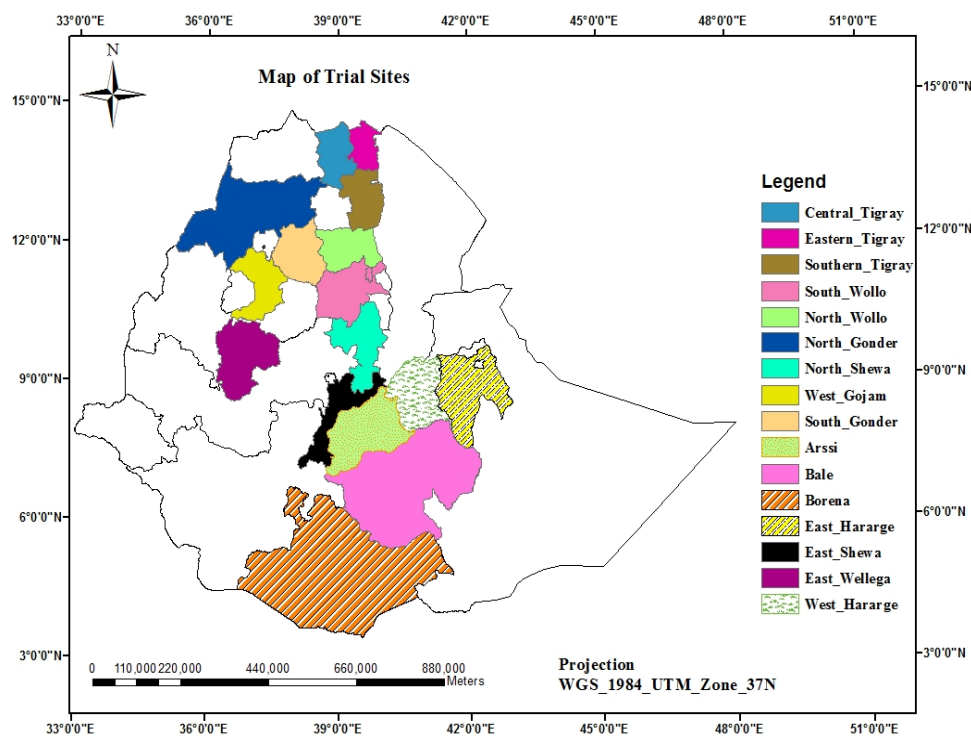 33°0'0"E 36°0'0"E 39°0'0"E 42°0'0"E 45°0'0"E 48°0'0"E 51°0'0"E
N
Map of Trial Sites
15°0'0"N 15°0'0"N
Legend
Central_Tigray
12°0'0"N 12°0'0"N
Eastern_Tigray
Southern_Tigray
South_Wollo
North_Wollo
North_Gonder
North_Shewa
9°0'0"N 9°0'0"N
West_Gojam
South_Gonder
Arssi
Bale
Borena
6°0'0"N 6°0'0"N
East_Hararge
East_Shewa
East_Wellega
West_Hararge
3°0'0"N 3°0'0"N
0 110,000 220,000 440,000 660,000 880,000
Meters
Projection
WGS_1984_UTM_Zone_37N
33°0'0"E 36°0'0"E 39°0'0"E 42°0'0"E 45°0'0"E 48°0'0"E 51°0'0"E